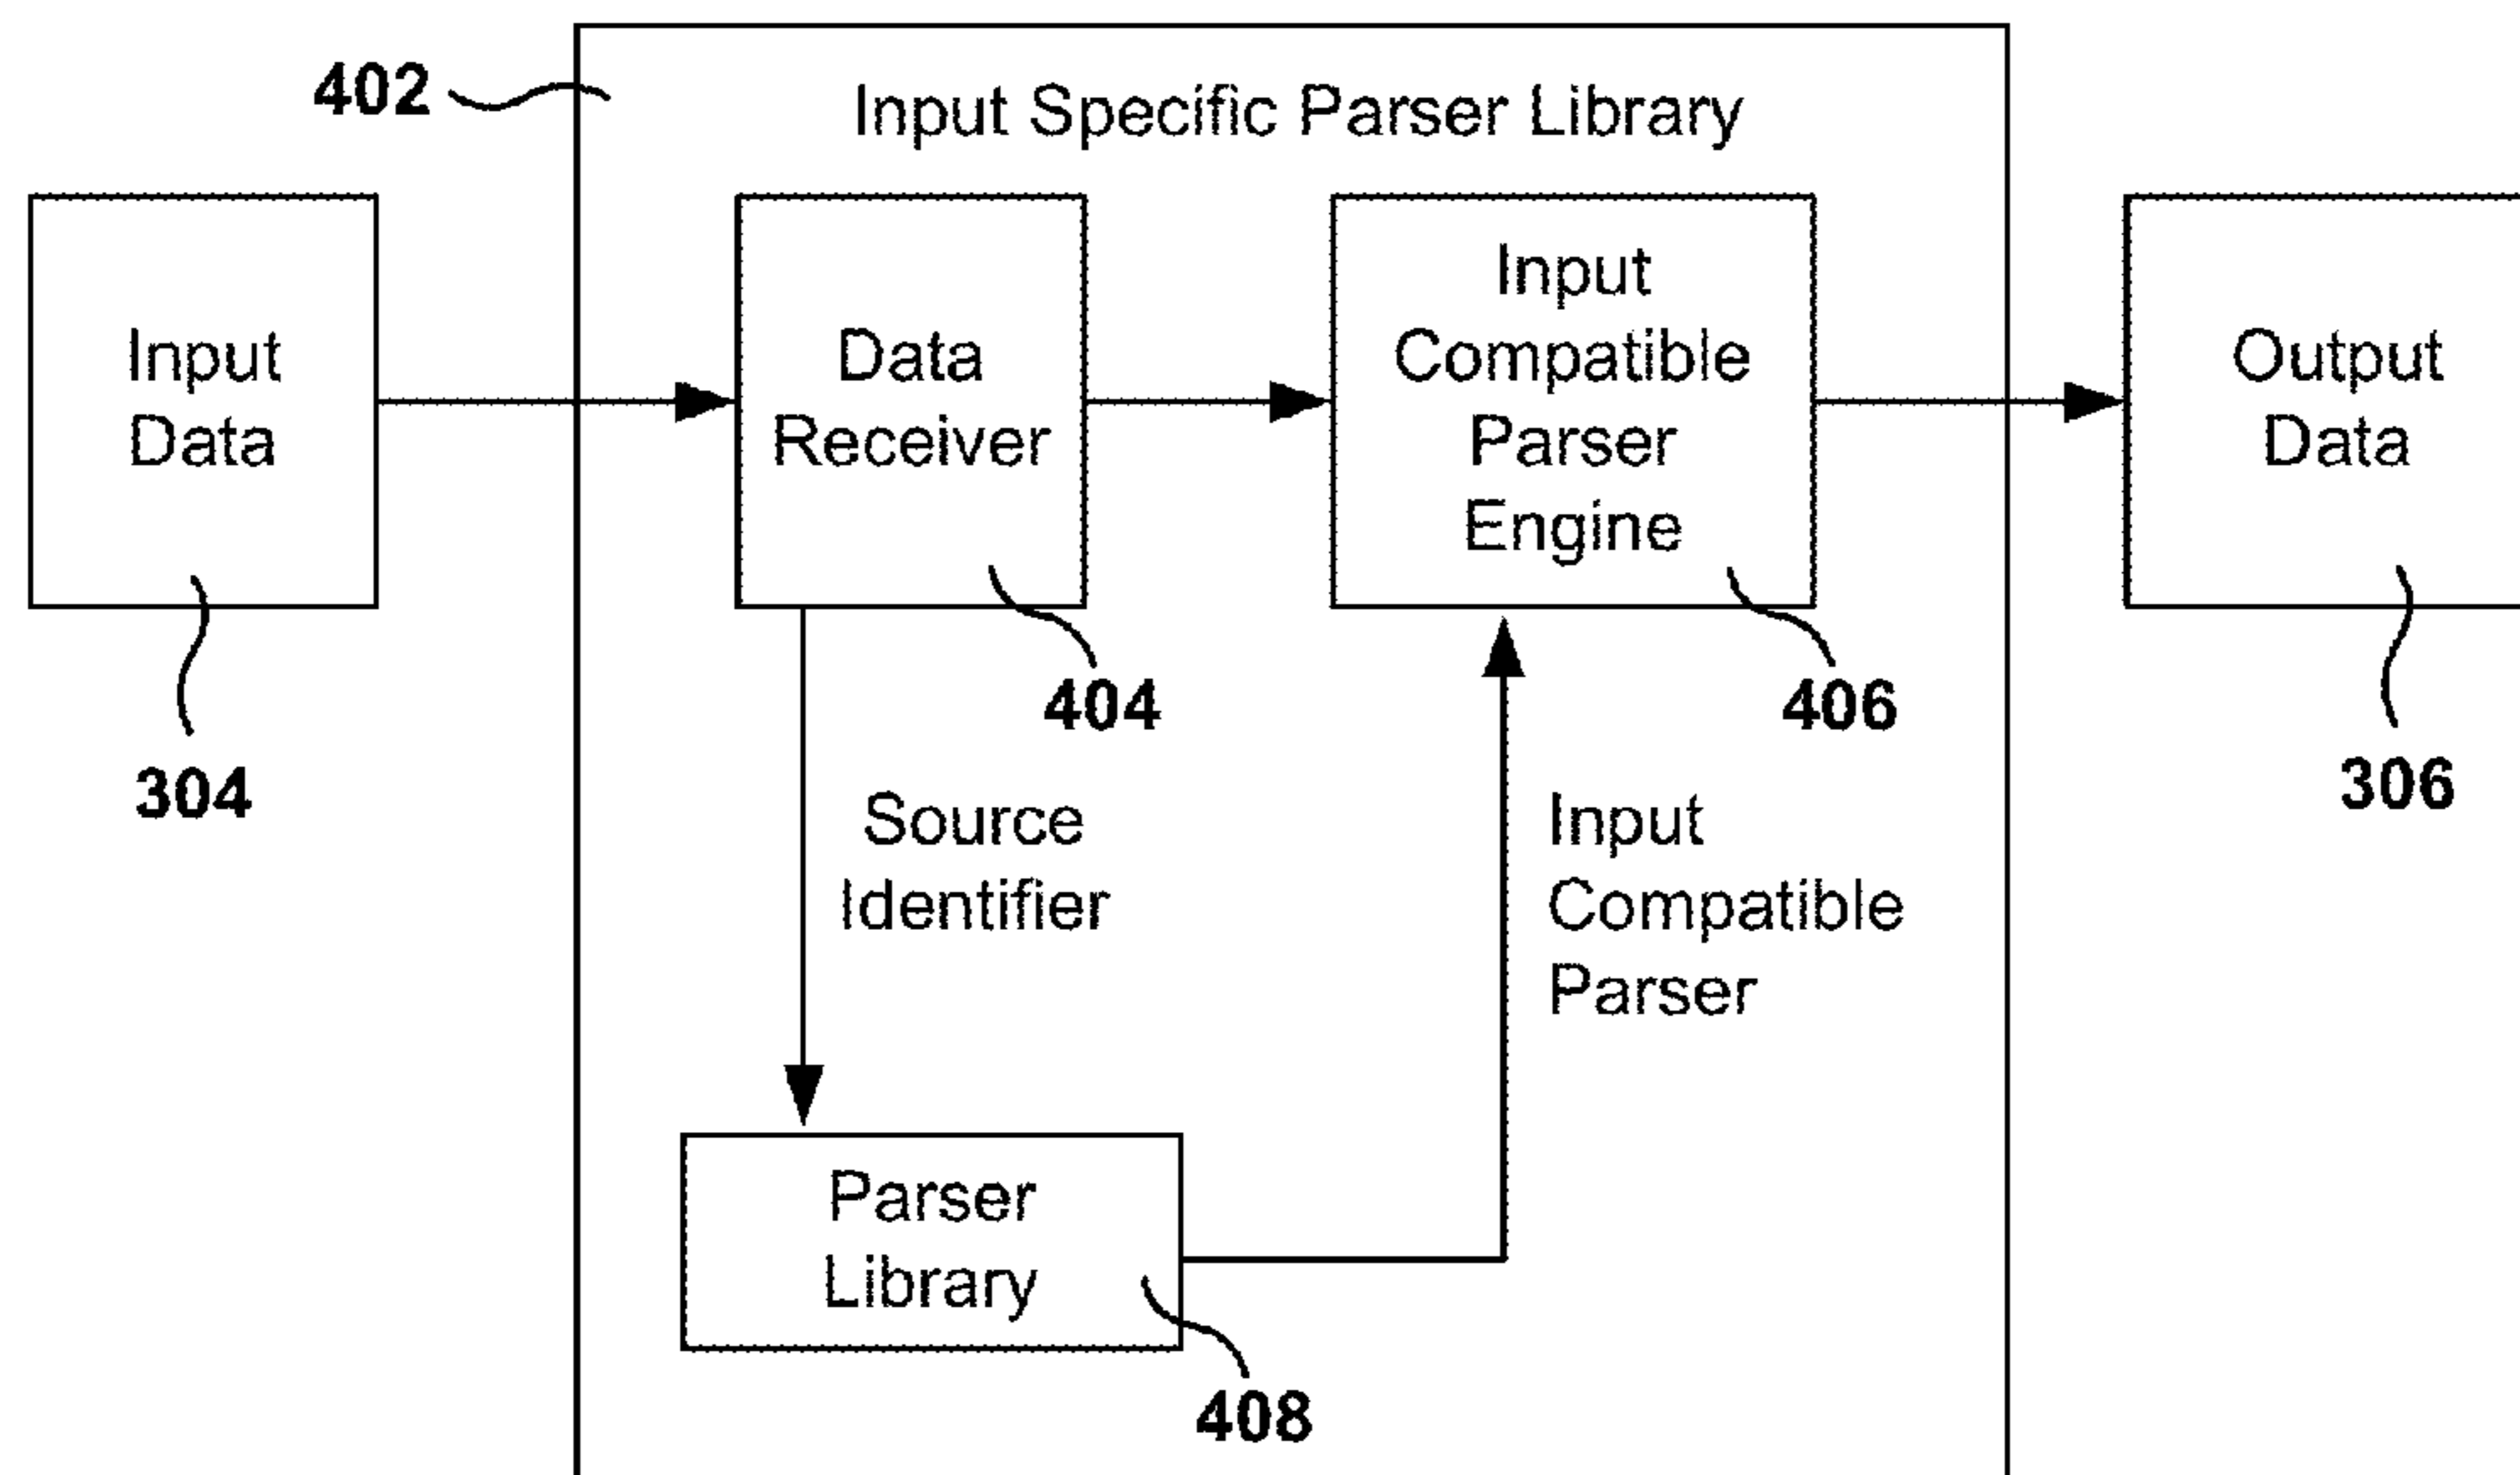 402
Input Specific Parser Library
Input
Data
304
Data
Receiver
404
Input
Compatible
Parser
Engine
406
Output
Data
306
Source
Identifier
Input
Compatible
Parser
Parser
Library
408